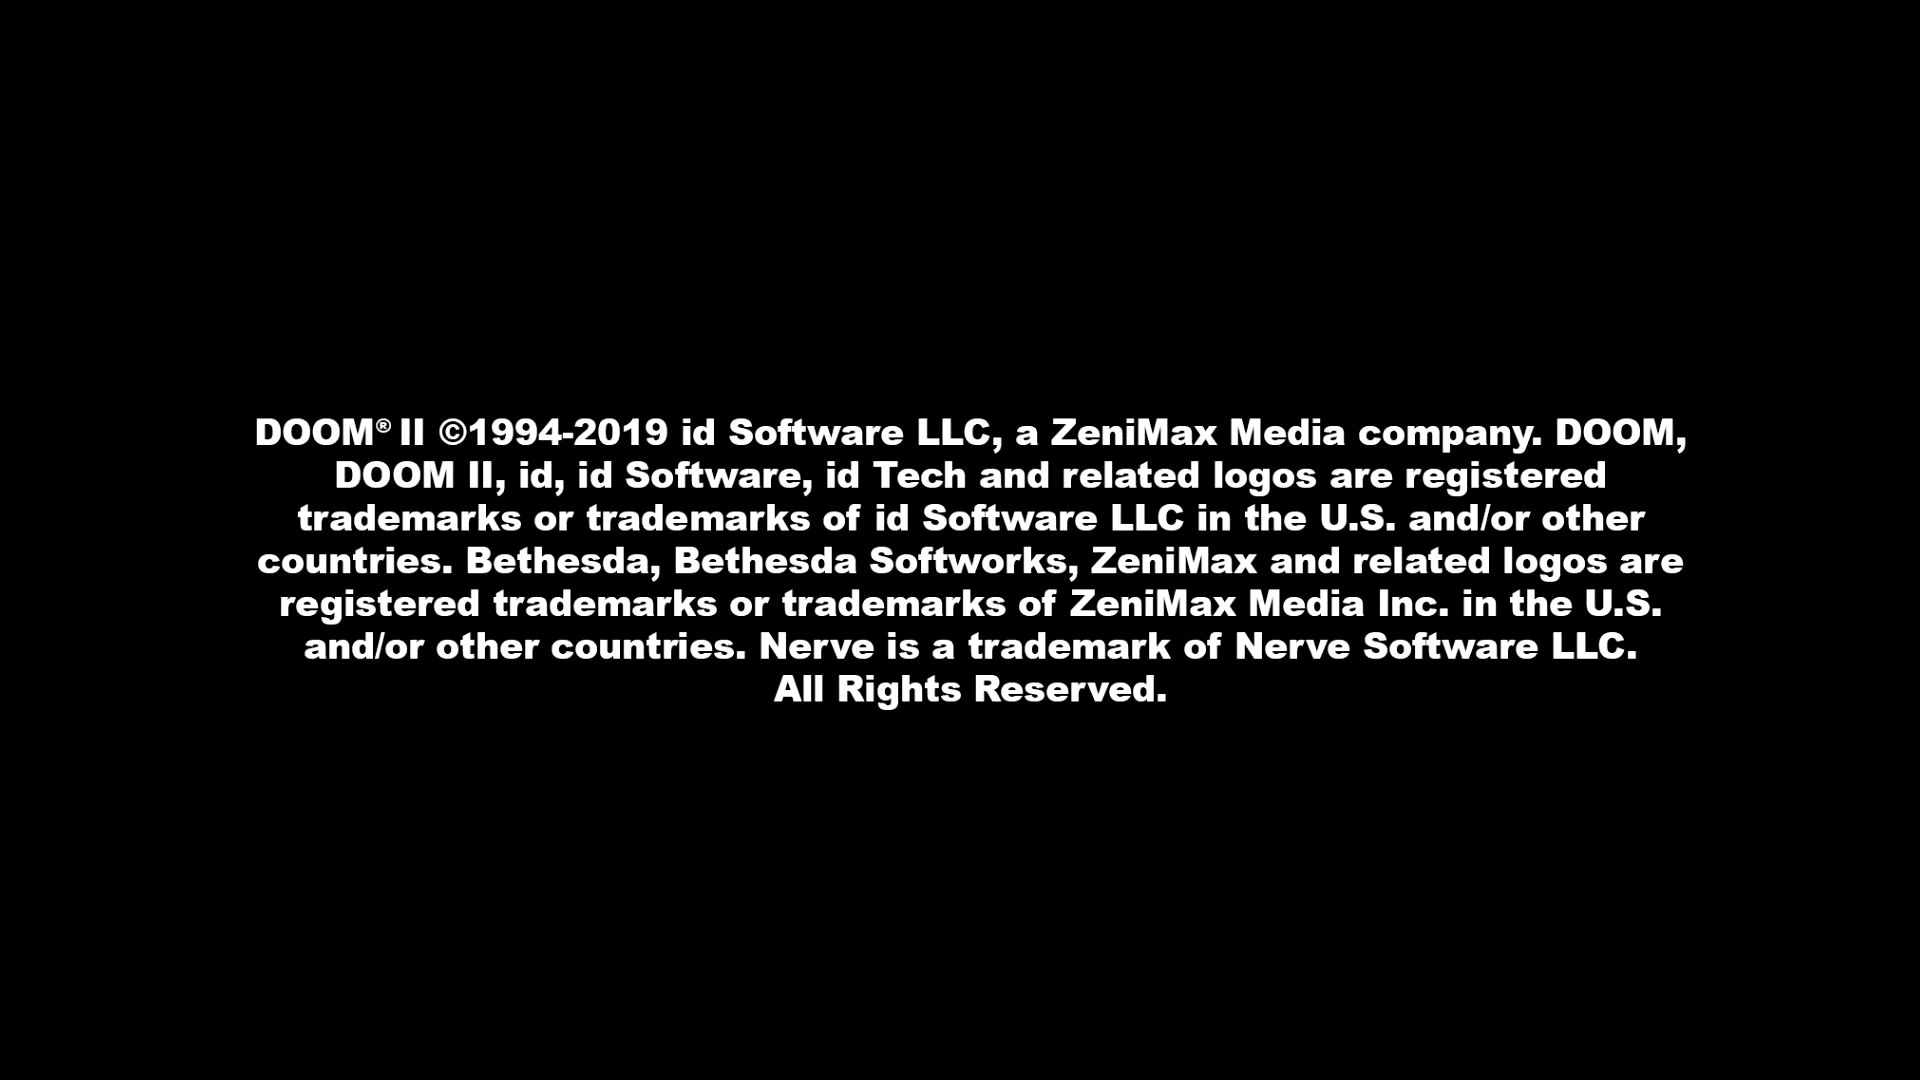 DOOM® II ©1994-2019 id Software LLC, a ZeniMax Media company. DOOM,
DOOM II, id, id Software, id Tech and related logos are registered
trademarks or trademarks of id Software LLC in the U.S. and/or other
countries. Bethesda, Bethesda Softworks, ZeniMax and related logos are
registered trademarks or trademarks of ZeniMax Media Inc. in the U.S.
and/or other countries. Nerve is a trademark of Nerve Software LLC.
All Rights Reserved.